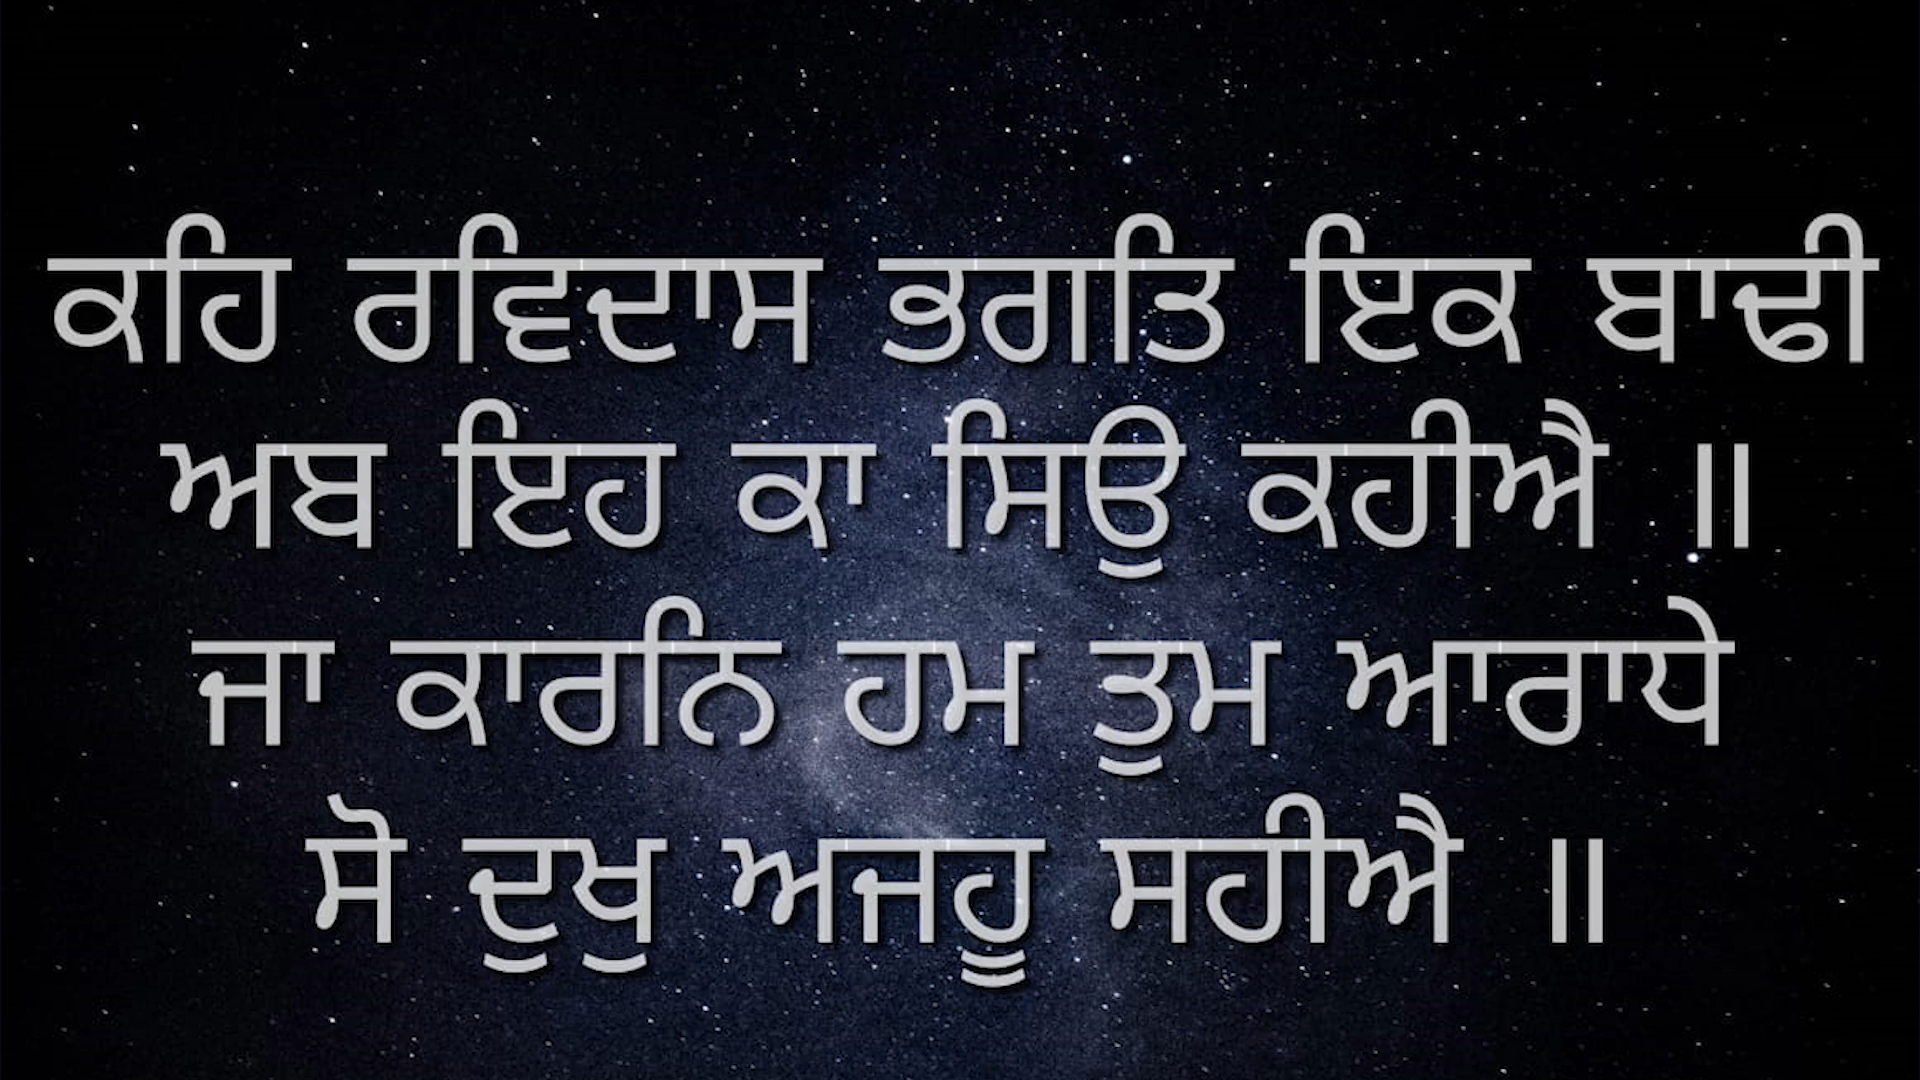 ਕਹਿ ਰਵਿਦਾਸ ਭਗਤਿ ਇਕ ਬਾਢੀ
ਅਬ ਇਹ ਕਾ ਸਿਉ ਕਹੀਐ ॥
ਜਾ ਕਾਰਨਿ ਹਮ ਤੁਮ ਆਰਾਧੇ
ਸੋ ਦੁਖੁ ਅਜਹੂ ਸਹੀਐ ॥